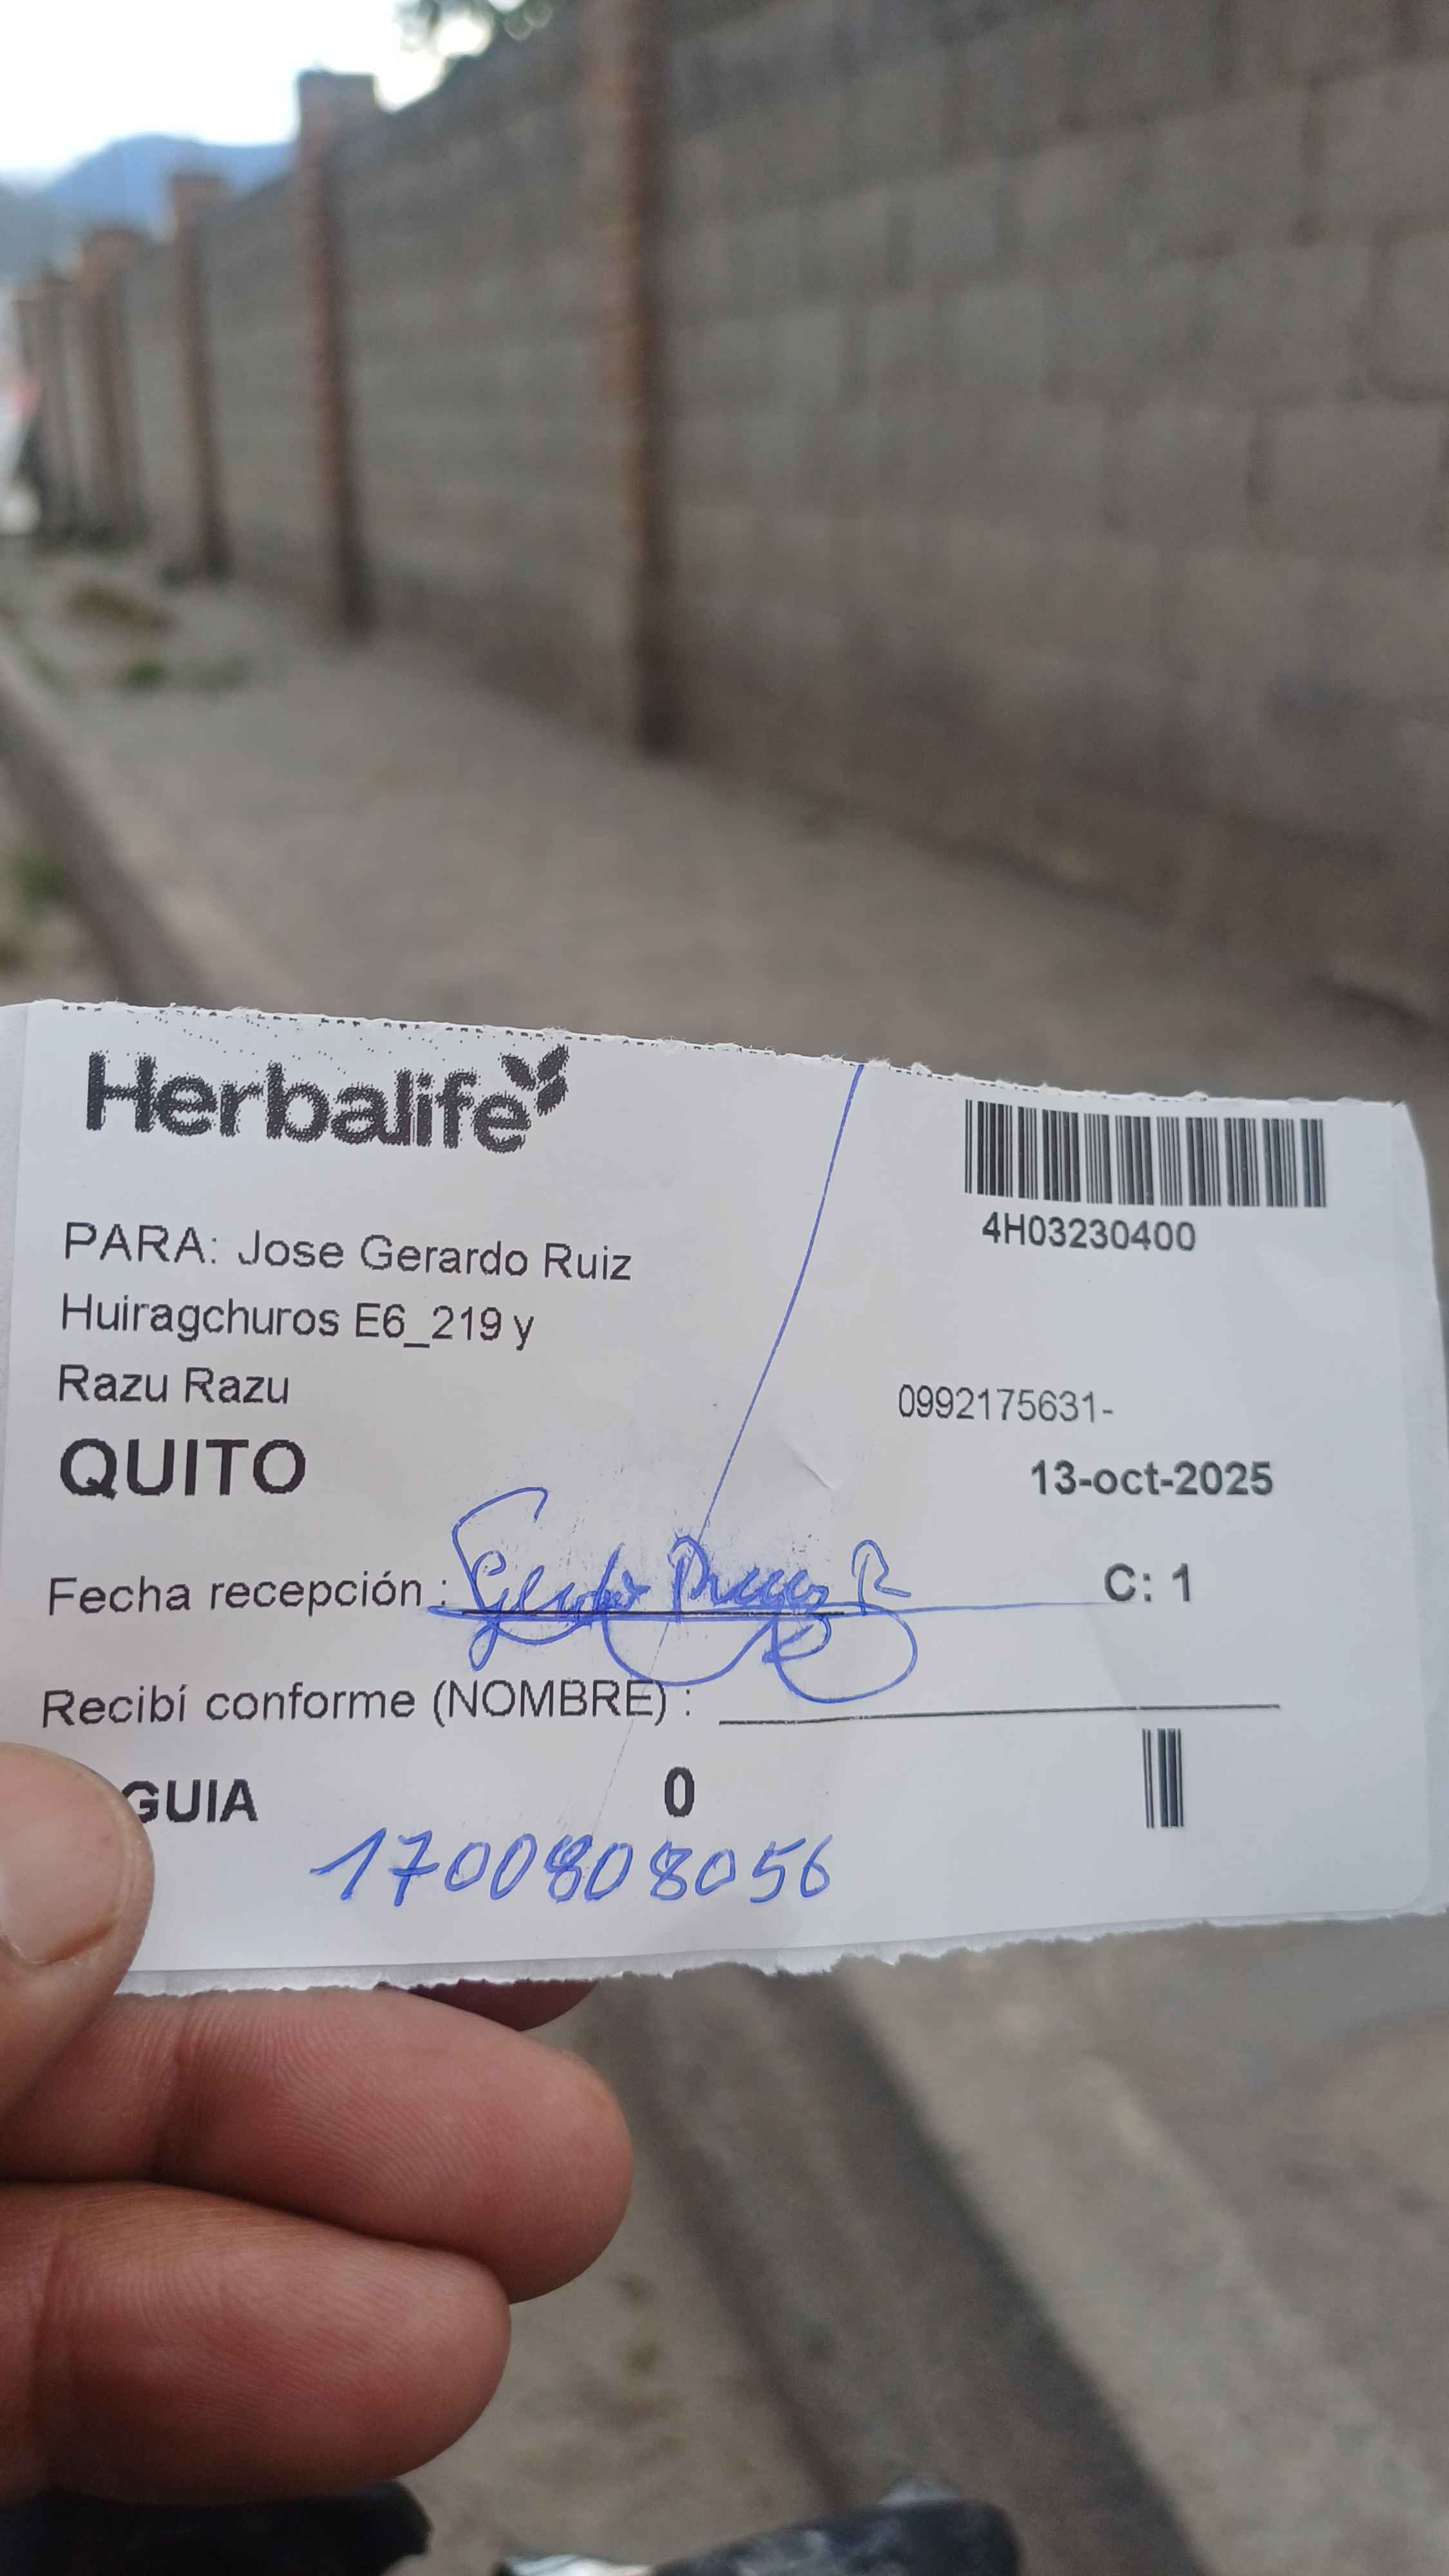 Herbalife
4H03230400
PARA: Jose Gerardo Ruiz
Huiragchuros E6_219 y
Razu Razu
0992175631-
QUITO
13-oct-2025
Fecha recepción :
C: 1
Recibí conforme (NOMBRE) :
GUIA 0
1700808056